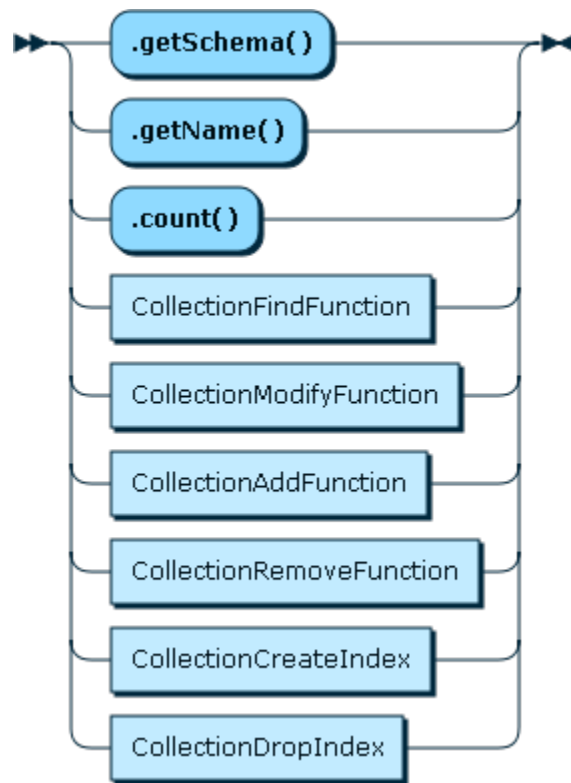 .getSchema()
.getName()
.count()
CollectionFindFunction
CollectionModifyFunction
CollectionAddFunction
CollectionRemoveFunction
CollectionCreateIndex
CollectionDropIndex